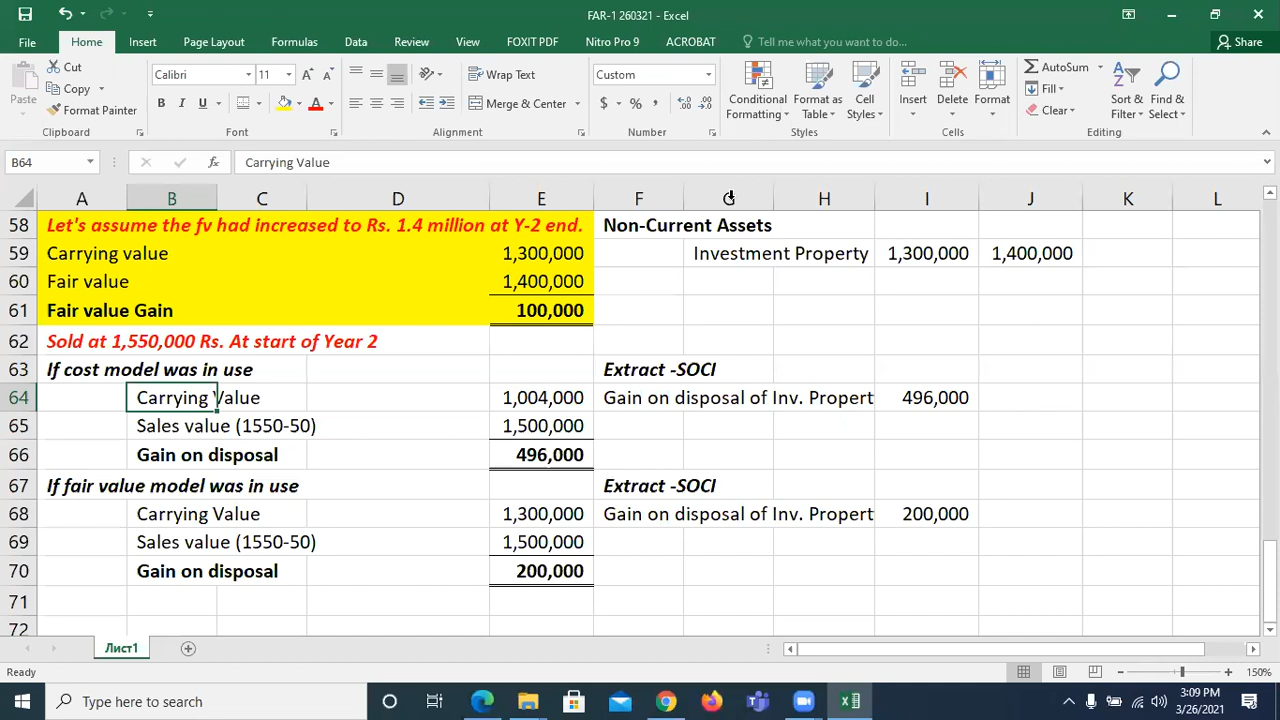 FAR-1 260321 - Excel
File Home Insert Page Layout Formulas Data Review View FOXIT PDF Nitro Pro 9 ACROBAT Tell me what you want to do... Share
Paste Cut Copy Format Painter Clipboard
Calibri 11 A A B I U A Font
Wrap Text Merge & Center Alignment
Custom $ % , Number
Conditional Formatting Format as Table Cell Styles Styles
Insert Delete Format Cells
AutoSum Fill Clear Sort & Filter Find & Select Editing
B64 fx Carrying Value
A B C D E F G H I J K L
58 Let's assume the fv had increased to Rs. 1.4 million at Y-2 end. Non-Current Assets
59 Carrying value 1,300,000 Investment Property 1,300,000 1,400,000
60 Fair value 1,400,000
61 Fair value Gain 100,000
62 Sold at 1,550,000 Rs. At start of Year 2
63 If cost model was in use Extract -SOCI
64 Carrying Value 1,004,000 Gain on disposal of Inv. Propert 496,000
65 Sales value (1550-50) 1,500,000
66 Gain on disposal 496,000
67 If fair value model was in use Extract -SOCI
68 Carrying Value 1,300,000 Gain on disposal of Inv. Propert 200,000
69 Sales value (1550-50) 1,500,000
70 Gain on disposal 200,000
71
72
Лист1
Ready 150%
Type here to search 3:09 PM
3/26/2021